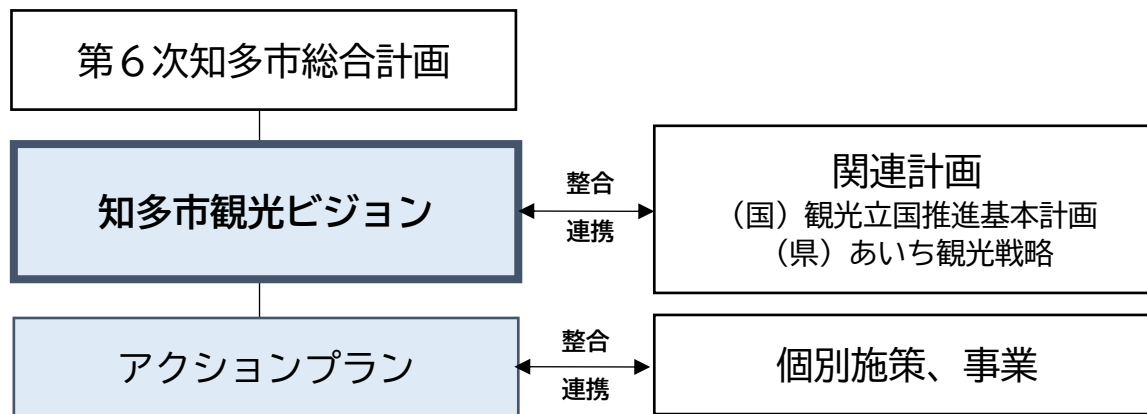 第６次知多市総合計画
知多市観光ビジョン
整合
連携
関連計画
（国）観光立国推進基本計画
（県）あいち観光戦略
アクションプラン
整合
連携
個別施策、事業